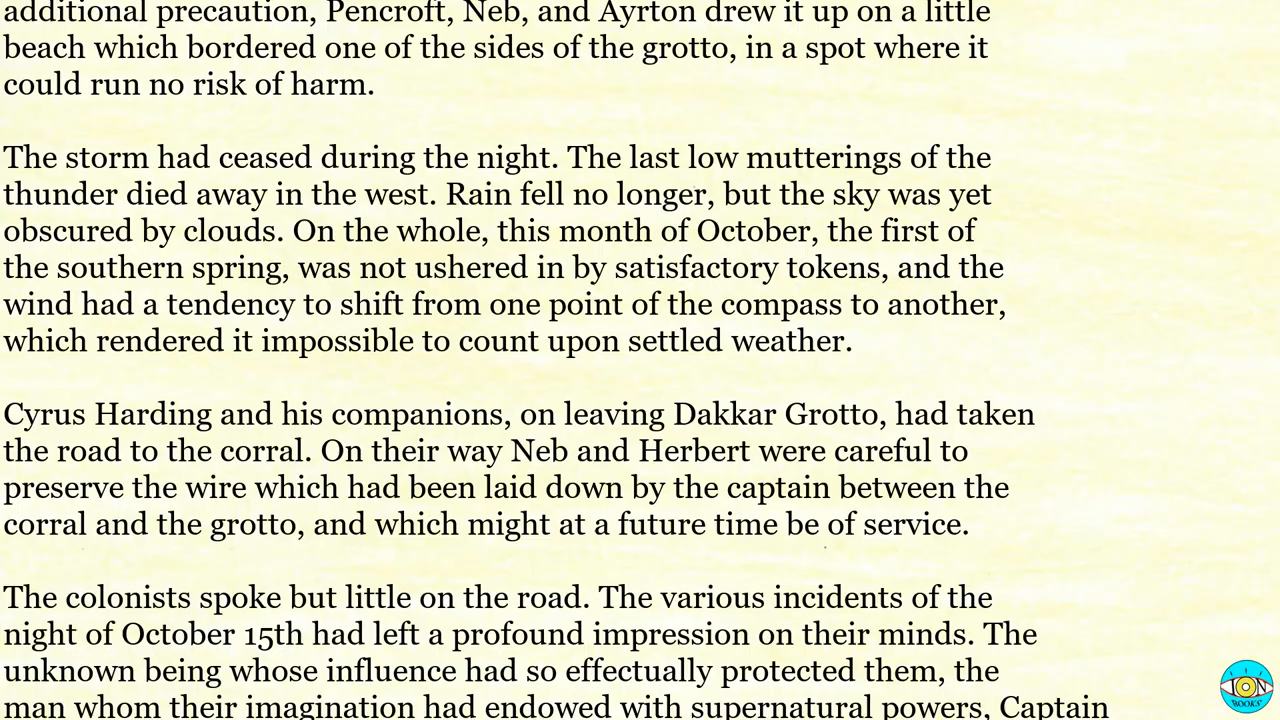 additional precaution, Pencroft, Neb, and Ayrton drew it up on a little
beach which bordered one of the sides of the grotto, in a spot where it
could run no risk of harm.
The storm had ceased during the night. The last low mutterings of the
thunder died away in the west. Rain fell no longer, but the sky was yet
obscured by clouds. On the whole, this month of October, the first of
the southern spring, was not ushered in by satisfactory tokens, and the
wind had a tendency to shift from one point of the compass to another,
which rendered it impossible to count upon settled weather.
Cyrus Harding and his companions, on leaving Dakkar Grotto, had taken
the road to the corral. On their way Neb and Herbert were careful to
preserve the wire which had been laid down by the captain between the
corral and the grotto, and which might at a future time be of service.
The colonists spoke but little on the road. The various incidents of the
night of October 15th had left a profound impression on their minds. The
unknown being whose influence had so effectually protected them, the
man whom their imagination had endowed with supernatural powers, Captain
ION
BOOKS